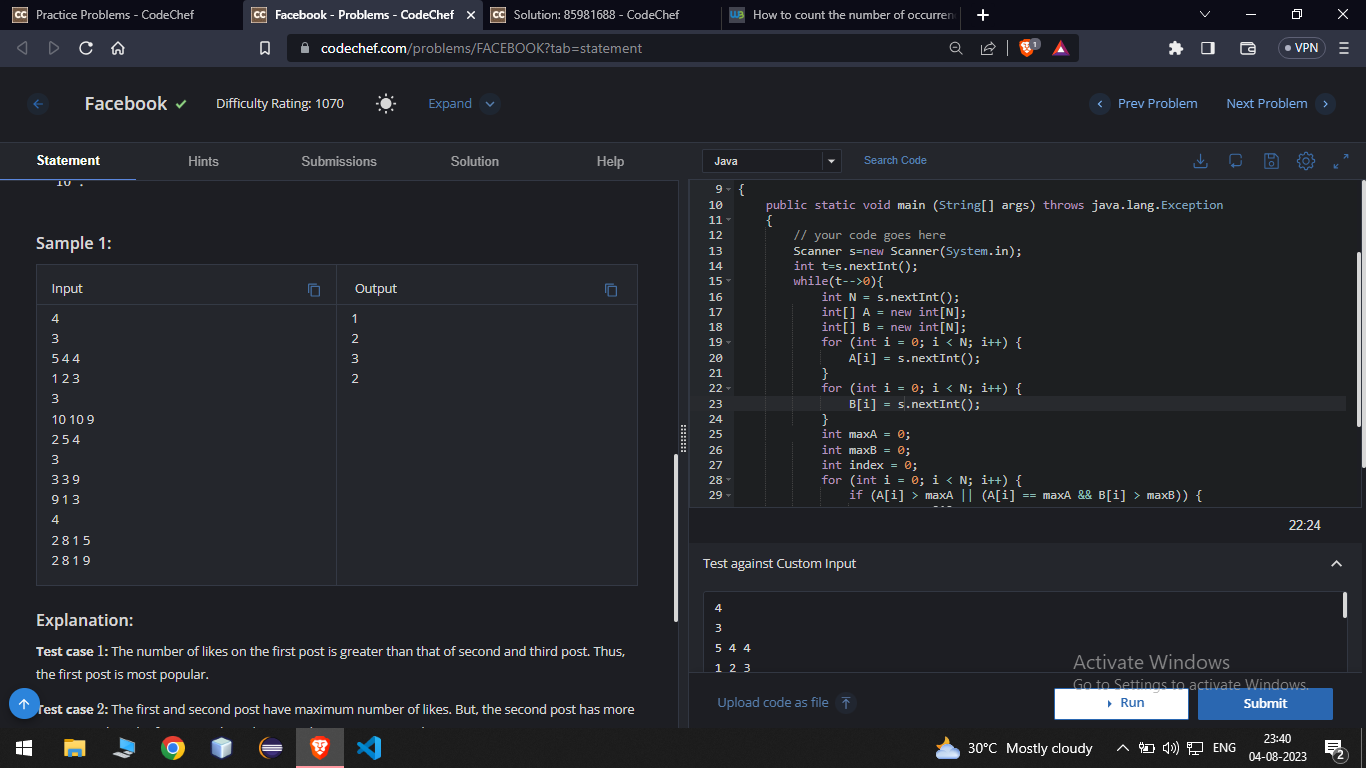 Practice Problems - CodeChef
Facebook - Problems - CodeChef
Solution: 85981688 - CodeChef
How to count the number of occurren
codechef.com/problems/FACEBOOK?tab=statement
1
VPN
Facebook
Difficulty Rating: 1070
Expand
Prev Problem
Next Problem
Statement
Hints
Submissions
Solution
Help
Java
Search Code
Sample 1:
Input
Output
4
3
5 4 4
1 2 3
3
10 10 9
2 5 4
3
3 3 9
9 1 3
4
2 8 1 5
2 8 1 9
1
2
3
2
Explanation:
Test case 1: The number of likes on the first post is greater than that of second and third post. Thus,
the first post is most popular.
Test case 2: The first and second post have maximum number of likes. But, the second post has more
9 {
10 public static void main (String[] args) throws java.lang.Exception
11 {
12 // your code goes here
13 Scanner s=new Scanner(System.in);
14 int t=s.nextInt();
15 while(t-->0){
16 int N = s.nextInt();
17 int[] A = new int[N];
18 int[] B = new int[N];
19 for (int i = 0; i < N; i++) {
20 A[i] = s.nextInt();
21 }
22 for (int i = 0; i < N; i++) {
23 B[i] = s.nextInt();
24 }
25 int maxA = 0;
26 int maxB = 0;
27 int index = 0;
28 for (int i = 0; i < N; i++) {
29 if (A[i] > maxA || (A[i] == maxA && B[i] > maxB)) {
22:24
Test against Custom Input
4
3
5 4 4
1 2 3
Activate Windows
Go to Settings to activate Windows.
Upload code as file
Run
Submit
30°C Mostly cloudy
ENG
23:40
04-08-2023
2